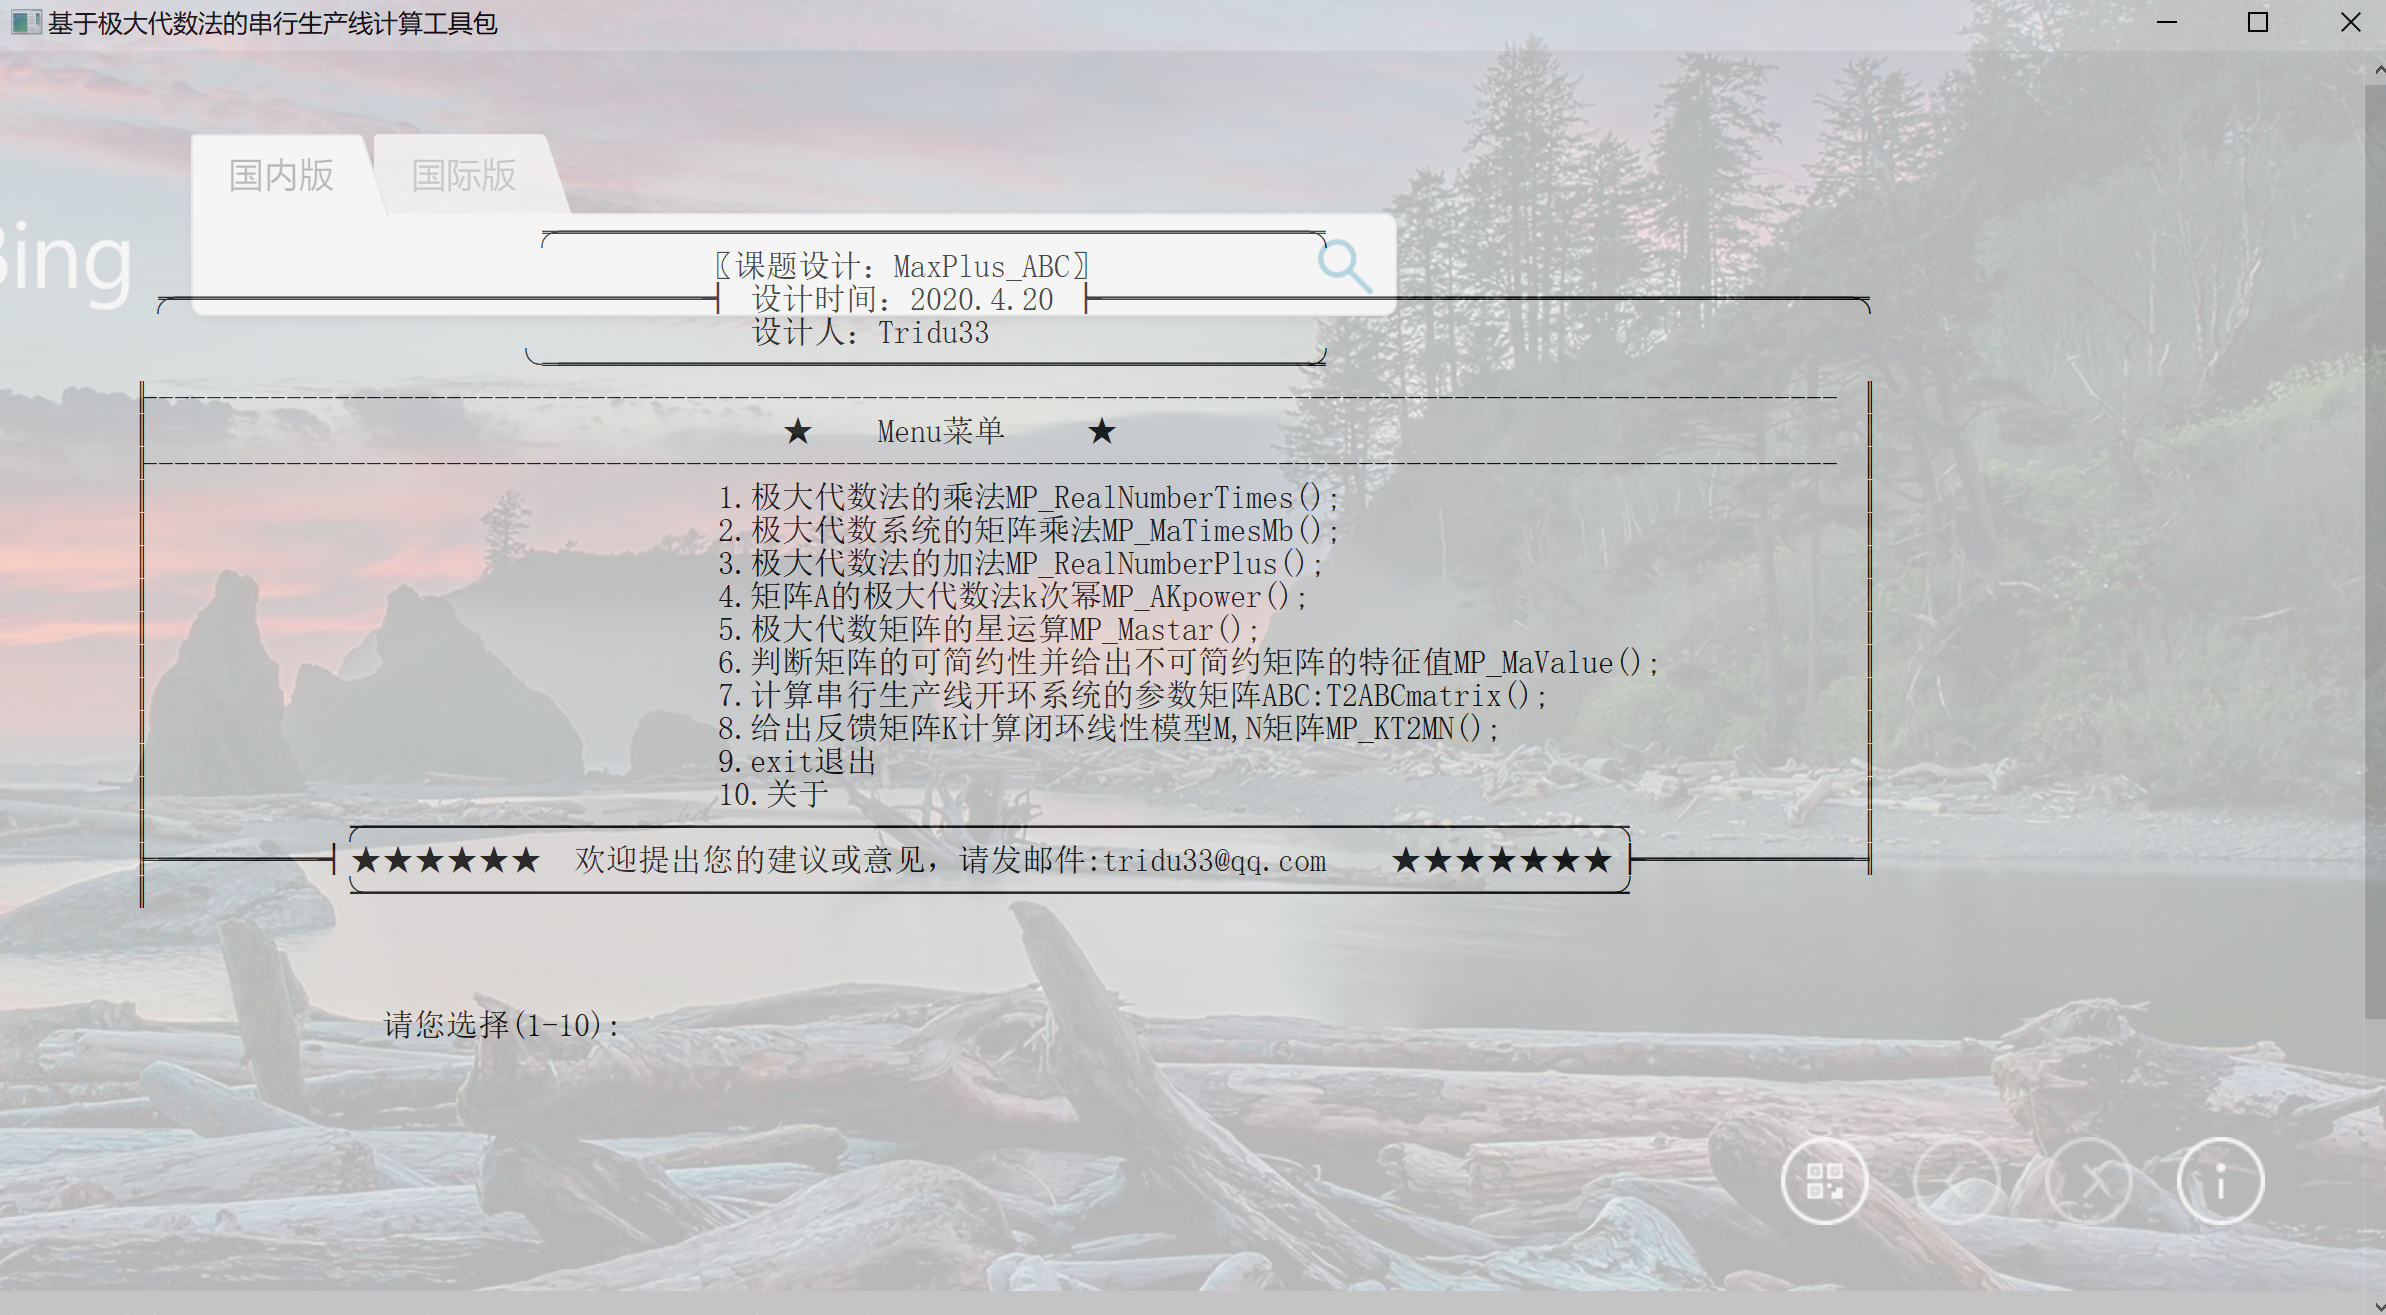 基于极大代数法的串行生产线计算工具包
国内版
国际版
Bing
〖课题设计：MaxPlus_ABC〗
设计时间：2020.4.20
设计人：Tridu33
★ Menu菜单 ★
1.极大代数法的乘法MP_RealNumberTimes();
2.极大代数系统的矩阵乘法MP_MaTimesMb();
3.极大代数法的加法MP_RealNumberPlus();
4.矩阵A的极大代数法k次幂MP_AKpower();
5.极大代数矩阵的星运算MP_Mastar();
6.判断矩阵的可简约性并给出不可简约矩阵的特征值MP_MaValue();
7.计算串行生产线开环系统的参数矩阵ABC:T2ABCmatrix();
8.给出反馈矩阵K计算闭环线性模型M,N矩阵MP_KT2MN();
9.exit退出
10.关于
★★★★★★ 欢迎提出您的建议或意见，请发邮件:tridu33@qq.com ★★★★★★★
请您选择(1-10):